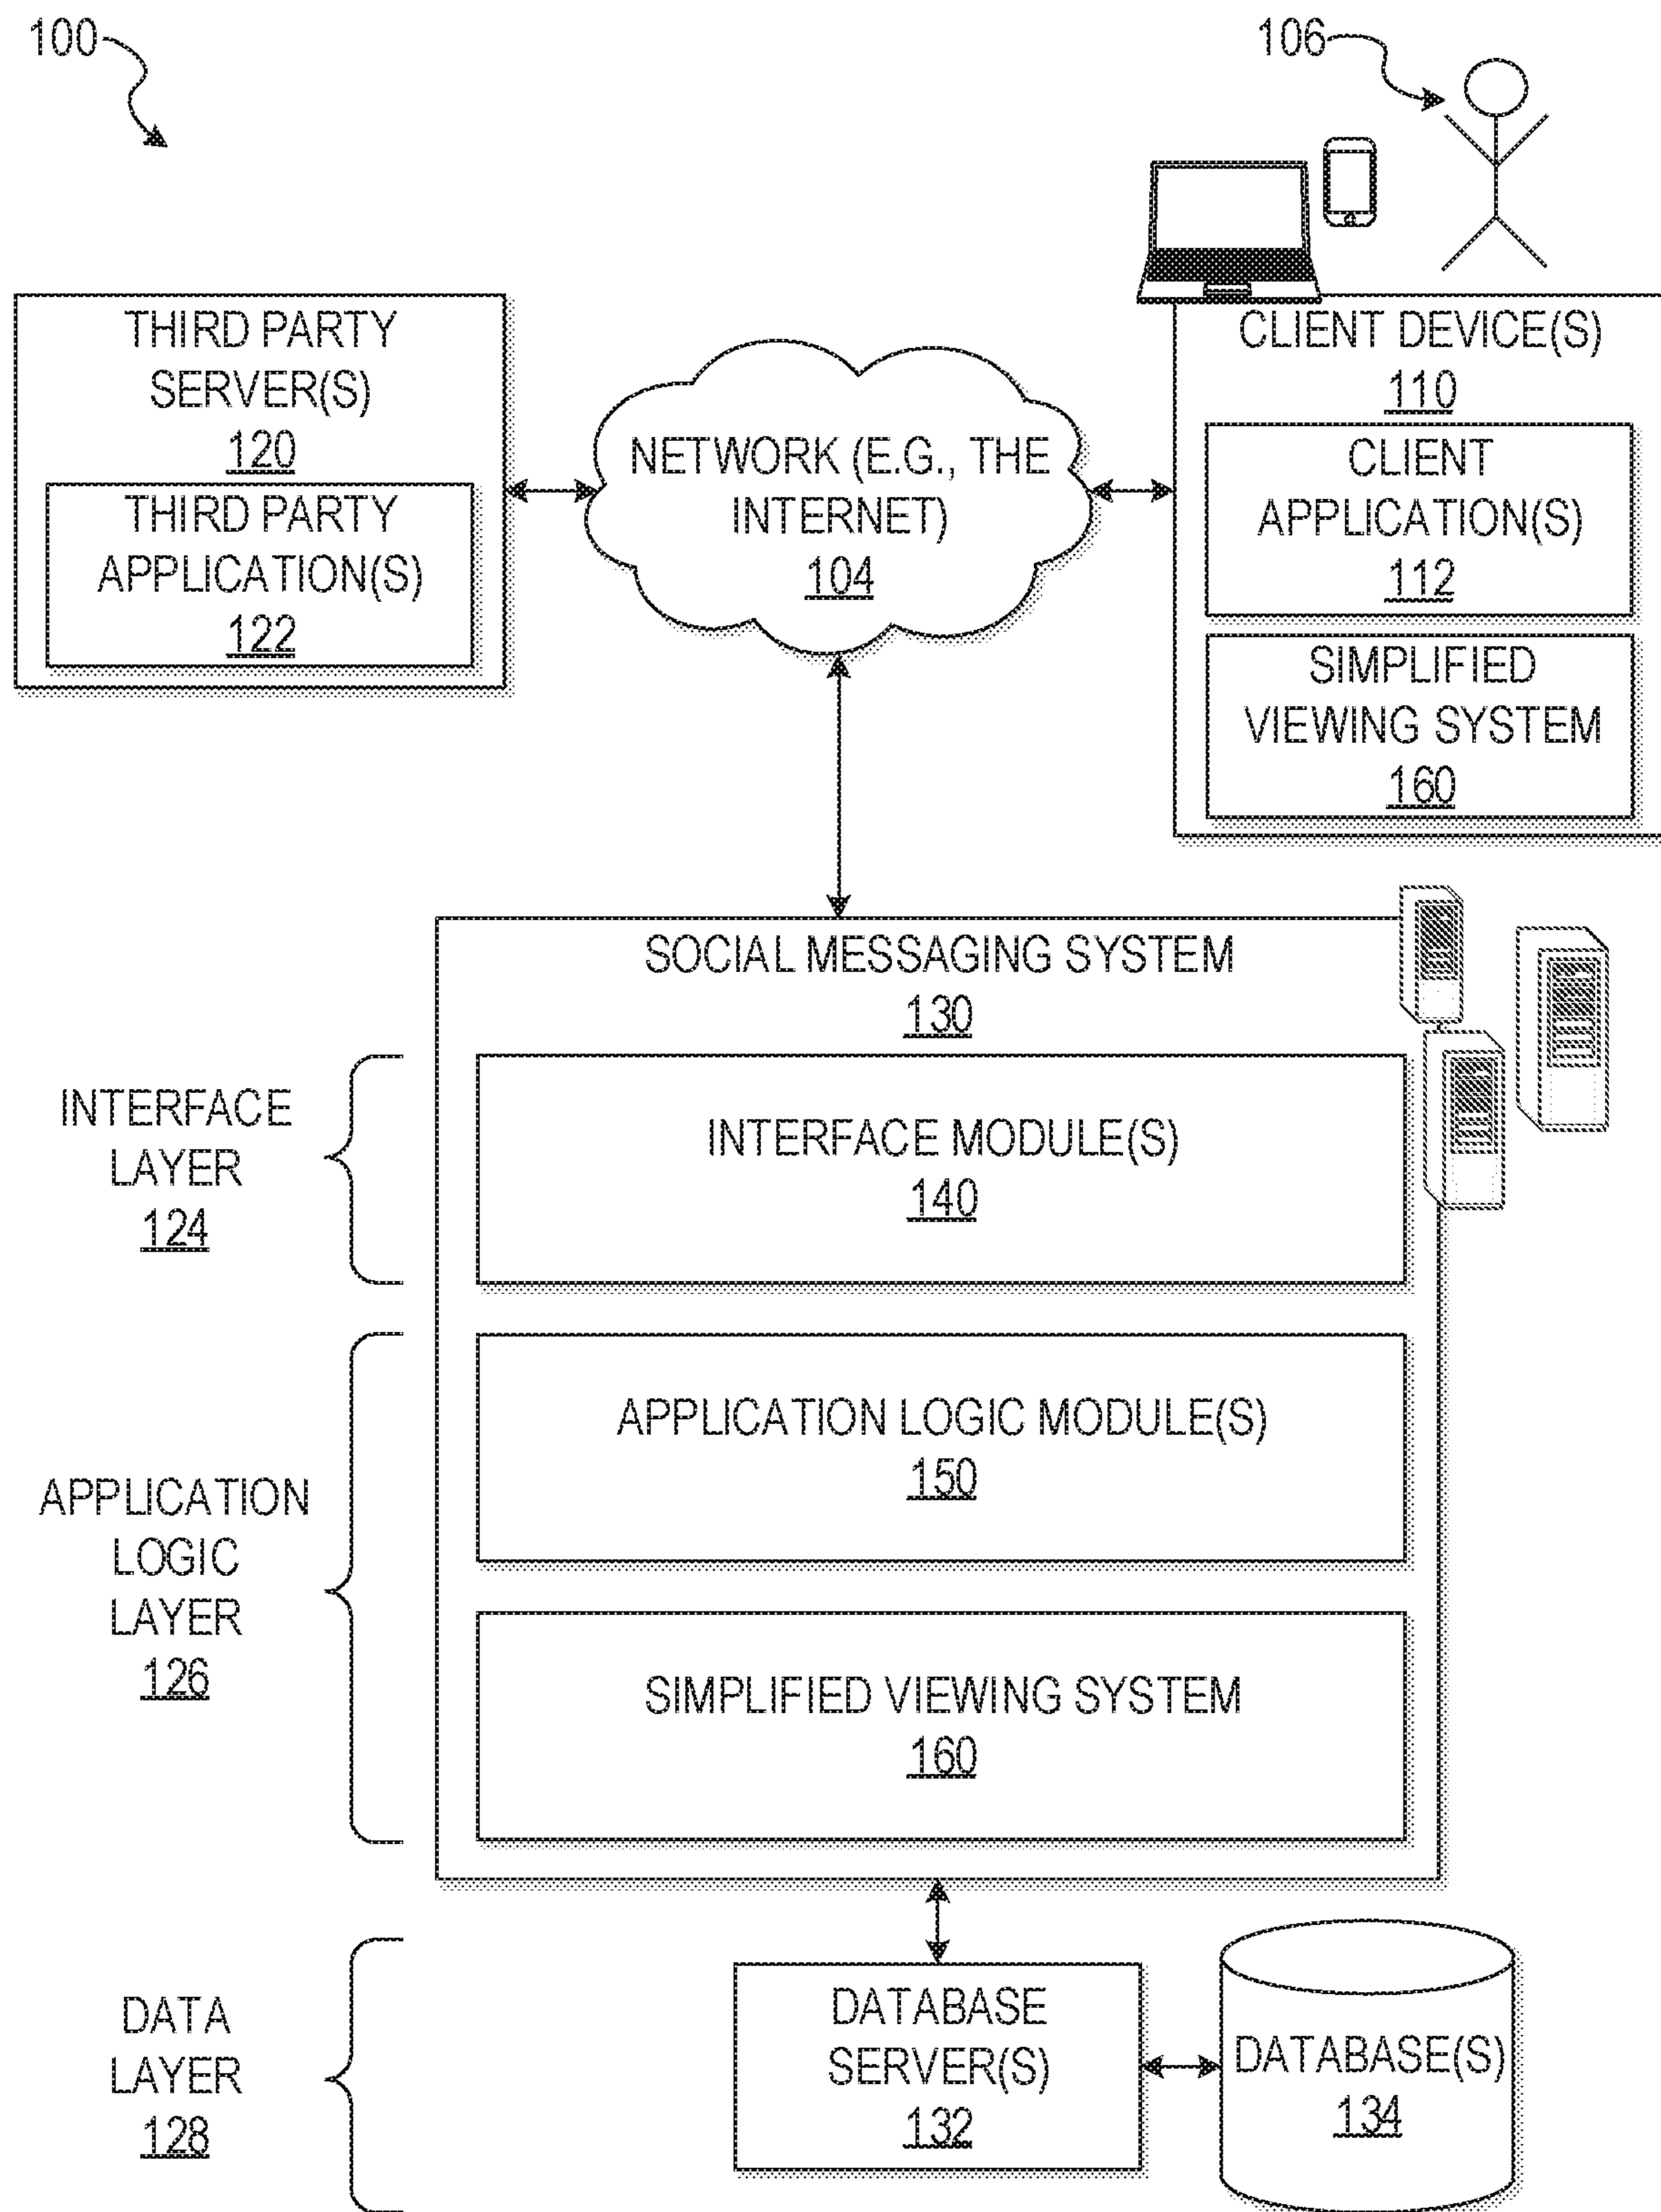 100
106
THIRD PARTY
SERVER(S)
120
THIRD PARTY
APPLICATION(S)
122
NETWORK (E.G., THE
INTERNET)
104
CLIENT DEVICE(S)
110
CLIENT
APPLICATION(S)
112
SIMPLIFIED
VIEWING SYSTEM
160
SOCIAL MESSAGING SYSTEM
130
INTERFACE
LAYER
124
INTERFACE MODULE(S)
140
APPLICATION
LOGIC
LAYER
126
APPLICATION LOGIC MODULE(S)
150
SIMPLIFIED VIEWING SYSTEM
160
DATA
LAYER
128
DATABASE
SERVER(S)
132
DATABASE(S)
134